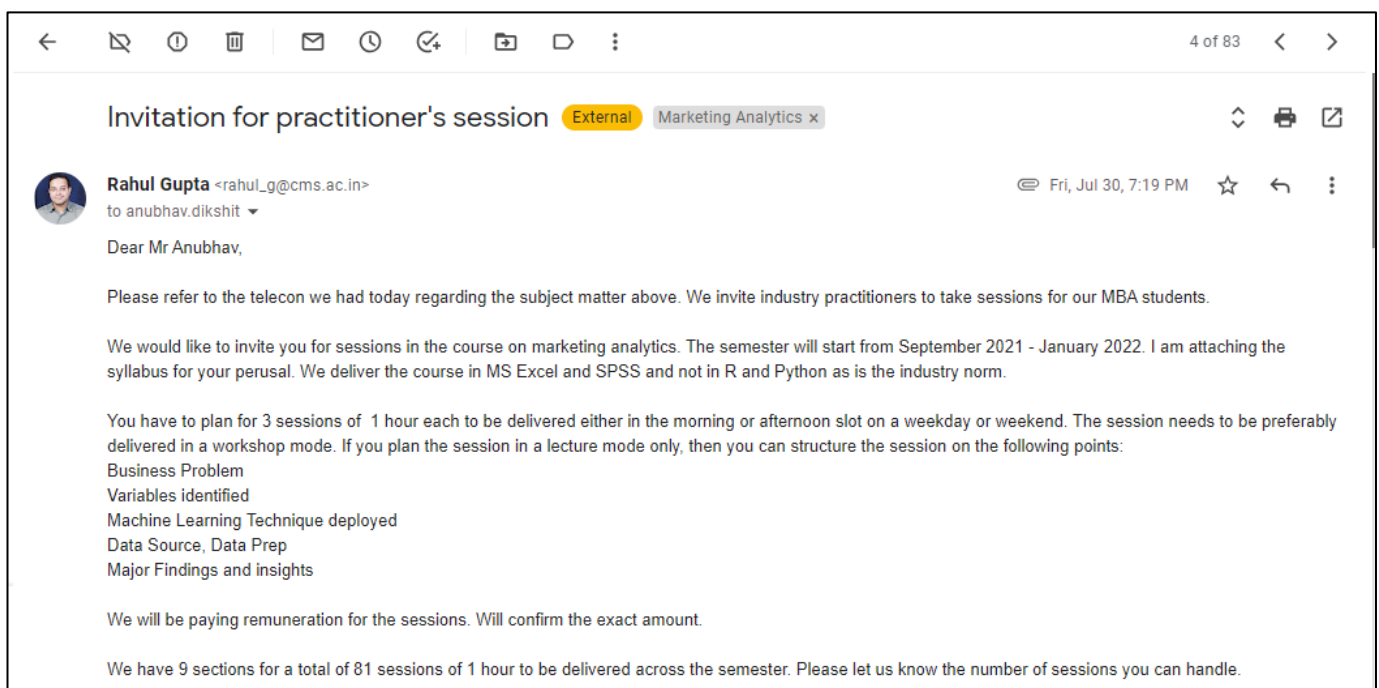 4 of 83
Invitation for practitioner's session External Marketing Analytics x
Rahul Gupta <rahul_g@cms.ac.in> Fri, Jul 30, 7:19 PM
to anubhav.dikshit
Dear Mr Anubhav,
Please refer to the telecon we had today regarding the subject matter above. We invite industry practitioners to take sessions for our MBA students.
We would like to invite you for sessions in the course on marketing analytics. The semester will start from September 2021 - January 2022. I am attaching the
syllabus for your perusal. We deliver the course in MS Excel and SPSS and not in R and Python as is the industry norm.
You have to plan for 3 sessions of  1 hour each to be delivered either in the morning or afternoon slot on a weekday or weekend. The session needs to be preferably
delivered in a workshop mode. If you plan the session in a lecture mode only, then you can structure the session on the following points:
Business Problem
Variables identified
Machine Learning Technique deployed
Data Source, Data Prep
Major Findings and insights
We will be paying remuneration for the sessions. Will confirm the exact amount.
We have 9 sections for a total of 81 sessions of 1 hour to be delivered across the semester. Please let us know the number of sessions you can handle.